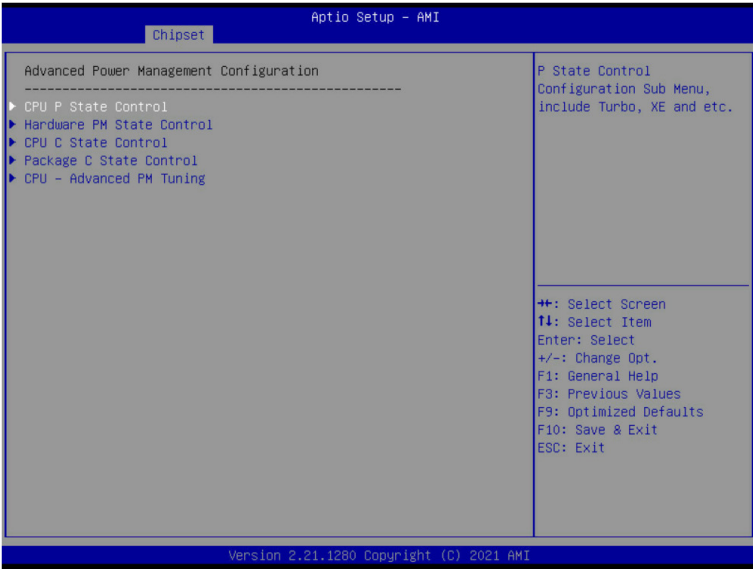 Aptio Setup – AMI
Chipset
Advanced Power Management Configuration
--------------------------------------------------
▶ CPU P State Control
▶ Hardware PM State Control
▶ CPU C State Control
▶ Package C State Control
▶ CPU – Advanced PM Tuning
P State Control
Configuration Sub Menu,
include Turbo, XE and etc.
→←: Select Screen
↑↓: Select Item
Enter: Select
+/-: Change Opt.
F1: General Help
F3: Previous Values
F9: Optimized Defaults
F10: Save & Exit
ESC: Exit
Version 2.21.1280 Copyright (C) 2021 AMI